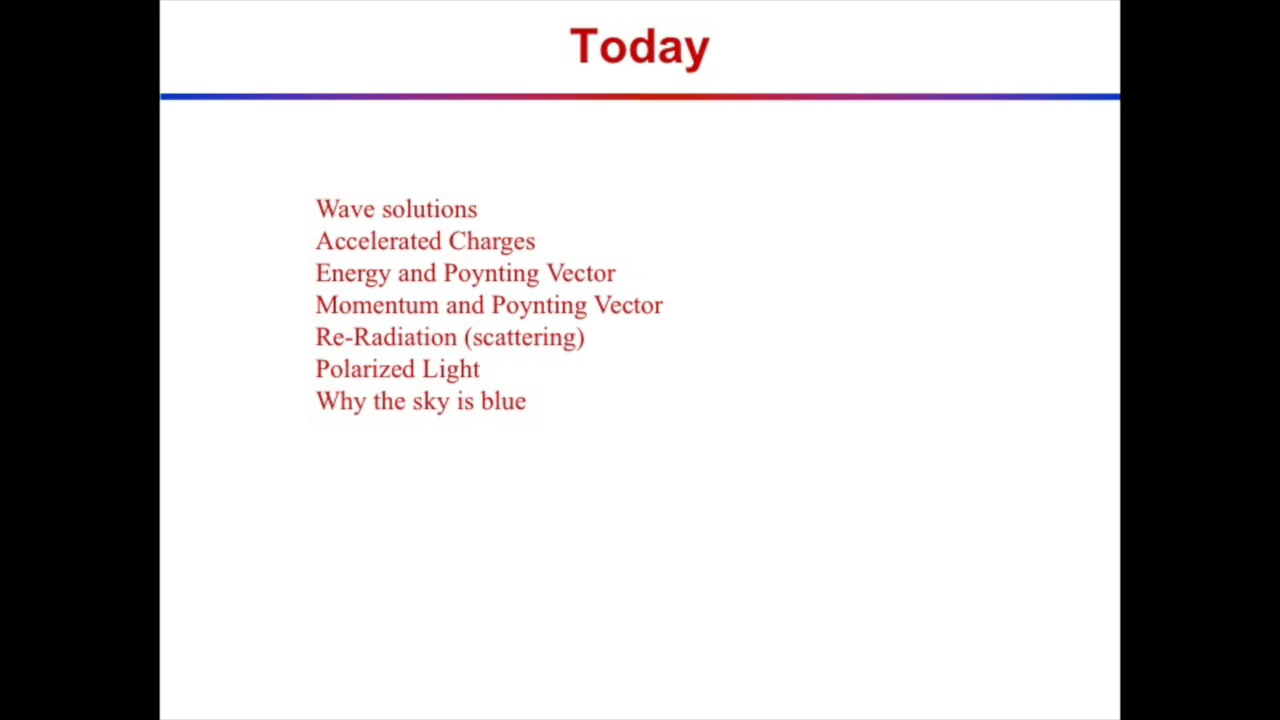 Today
Wave solutions
Accelerated Charges
Energy and Poynting Vector
Momentum and Poynting Vector
Re-Radiation (scattering)
Polarized Light
Why the sky is blue